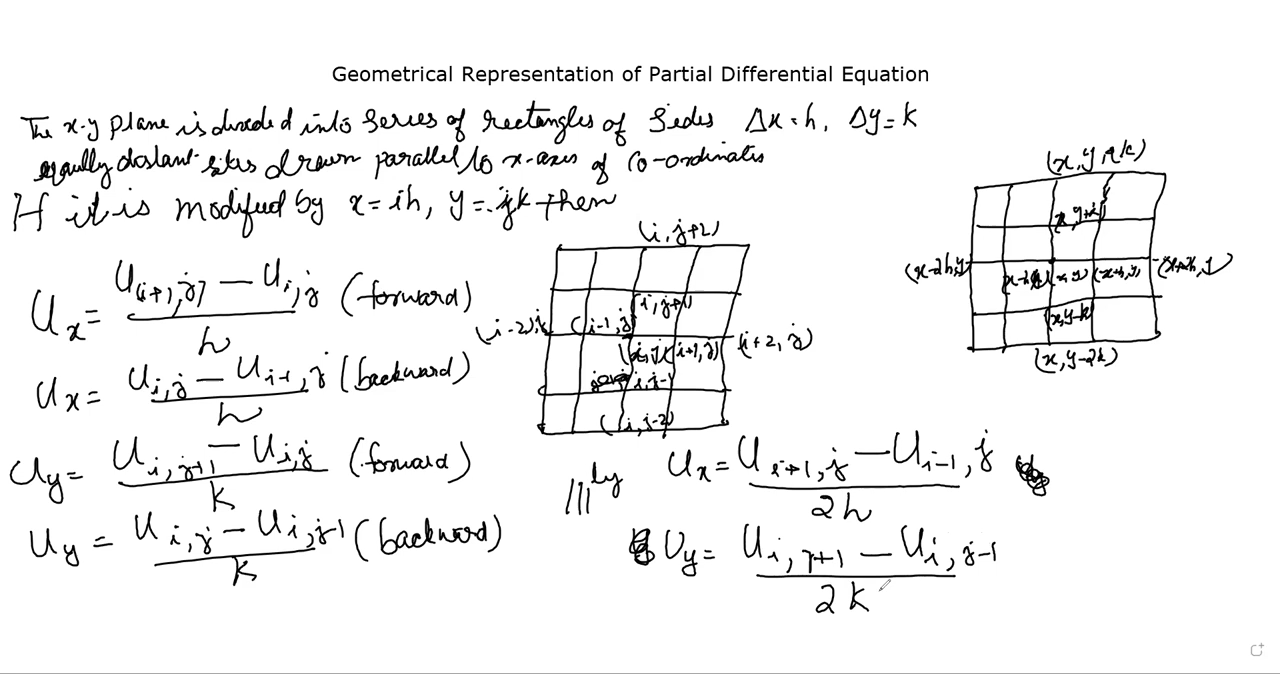 Geometrical Representation of Partial Differential Equation
The x-y plane is divided into series of rectangles of sides Δx = h, Δy = k
equally distant drawn parallel to x-axis of co-ordinates
If it is modified by x = ih, y = jk then
(x, y+2k)
(x, y+k)
(x-2h, y) (x-h, y) (x, y) (x+h, y) (x+2h, y)
(x, y-k)
(x, y-2k)
(i, j+2)
(i, j+1)
(i-2), j (i-1, j)
(i, j) (i+1, j) (i+2, j)
i, j-1
(i, j-2)
Ux = U(i+1, j) - Ui,j / h (forward)
Ux = Ui,j - Ui-1, j / h (backward)
Uy = Ui, j+1 - Ui,j / k (forward)
Uy = Ui,j - Ui, j-1 / k (backward)
|||ly Ux = Ui+1, j - Ui-1, j / 2h
Uy = Ui, j+1 - Ui, j-1 / 2k